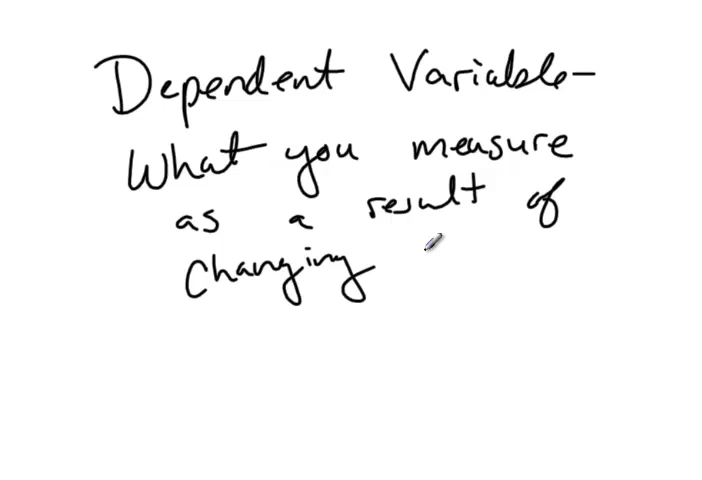 Dependent Variable-
What you measure
as a result of
Changing